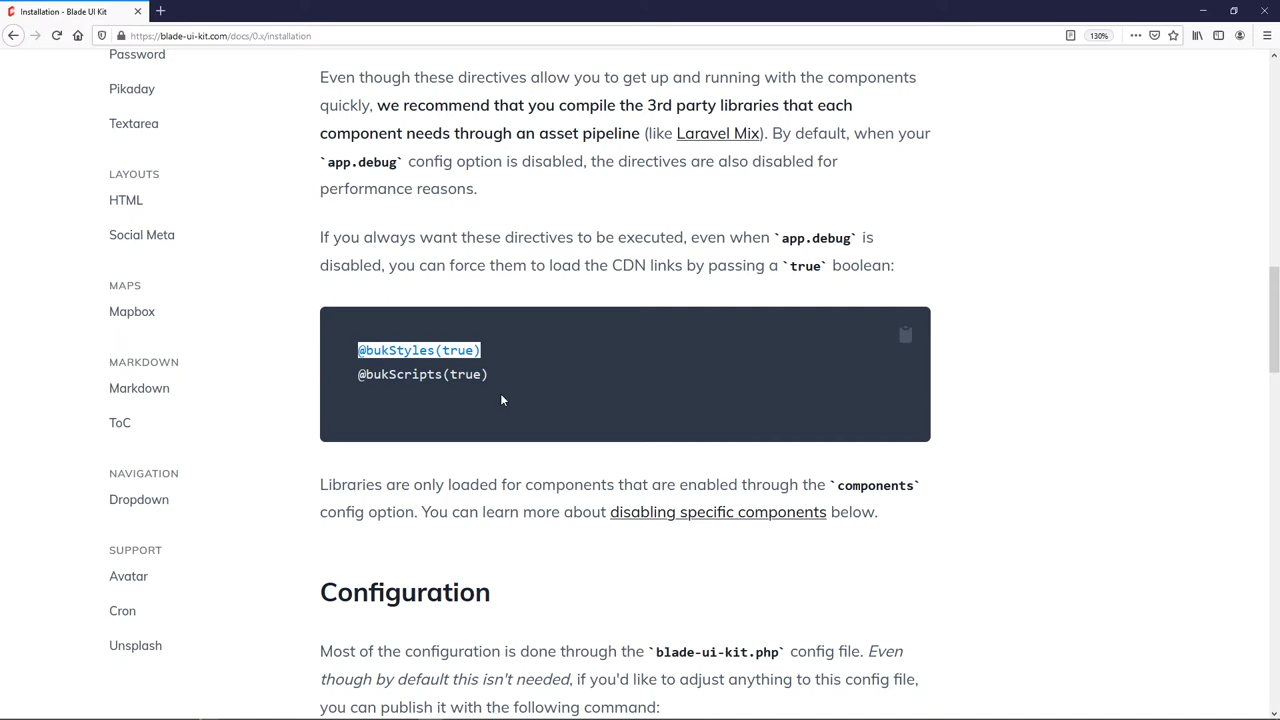 Installation - Blade UI Kit
https://blade-ui-kit.com/docs/0.x/installation
130%
Password
Pikaday
Textarea
LAYOUTS
HTML
Social Meta
MAPS
Mapbox
MARKDOWN
Markdown
ToC
NAVIGATION
Dropdown
SUPPORT
Avatar
Cron
Unsplash
Even though these directives allow you to get up and running with the components
quickly, we recommend that you compile the 3rd party libraries that each
component needs through an asset pipeline (like Laravel Mix). By default, when your
`app.debug` config option is disabled, the directives are also disabled for
performance reasons.
If you always want these directives to be executed, even when `app.debug` is
disabled, you can force them to load the CDN links by passing a `true` boolean:
@bukStyles(true)
@bukScripts(true)
Libraries are only loaded for components that are enabled through the `components`
config option. You can learn more about disabling specific components below.
Configuration
Most of the configuration is done through the `blade-ui-kit.php` config file. Even
though by default this isn't needed, if you'd like to adjust anything to this config file,
you can publish it with the following command: